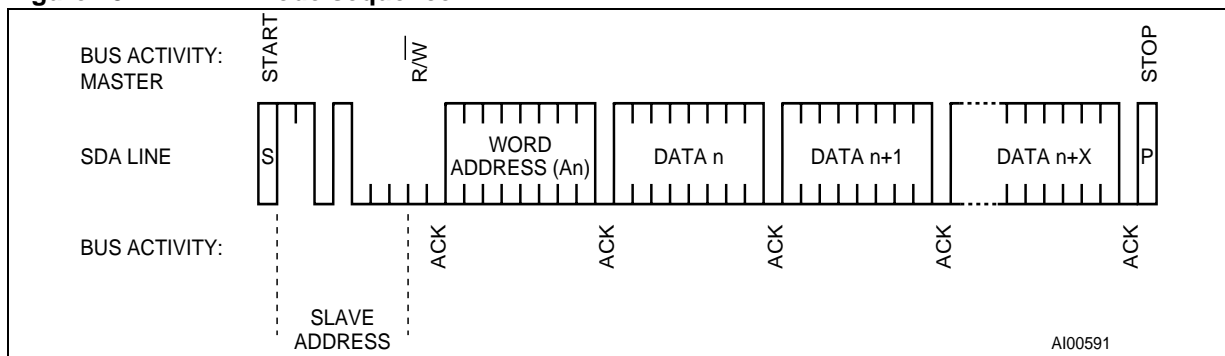 BUS ACTIVITY:
MASTER
START
R/W
STOP
SDA LINE
S
WORD
ADDRESS (An)
DATA n
DATA n+1
DATA n+X
P
BUS ACTIVITY:
ACK
ACK
ACK
ACK
ACK
SLAVE
ADDRESS
AI00591